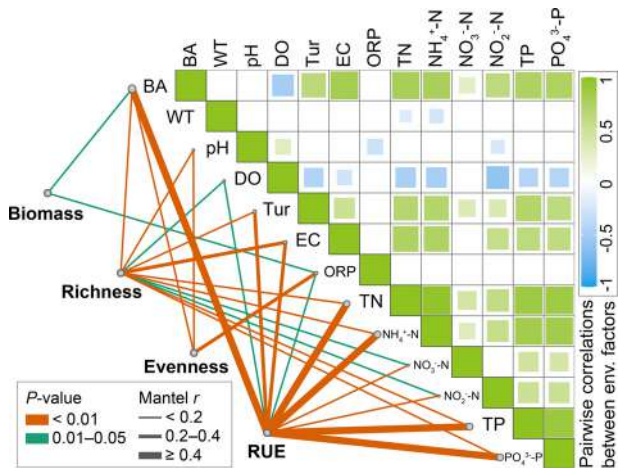 BA
WT
pH
DO
Tur
EC
ORP
TN
NH₄⁺-N
NO₃⁻-N
NO₂⁻-N
TP
PO₄³⁻-P
BA
WT
pH
DO
Tur
EC
ORP
TN
NH₄⁺-N
NO₃⁻-N
NO₂⁻-N
TP
PO₄³⁻-P
Biomass
Richness
Evenness
RUE
P-value
< 0.01
0.01–0.05
Mantel r
< 0.2
0.2–0.4
≥ 0.4
1
0.5
0
-0.5
-1
Pairwise correlations
between env. factors